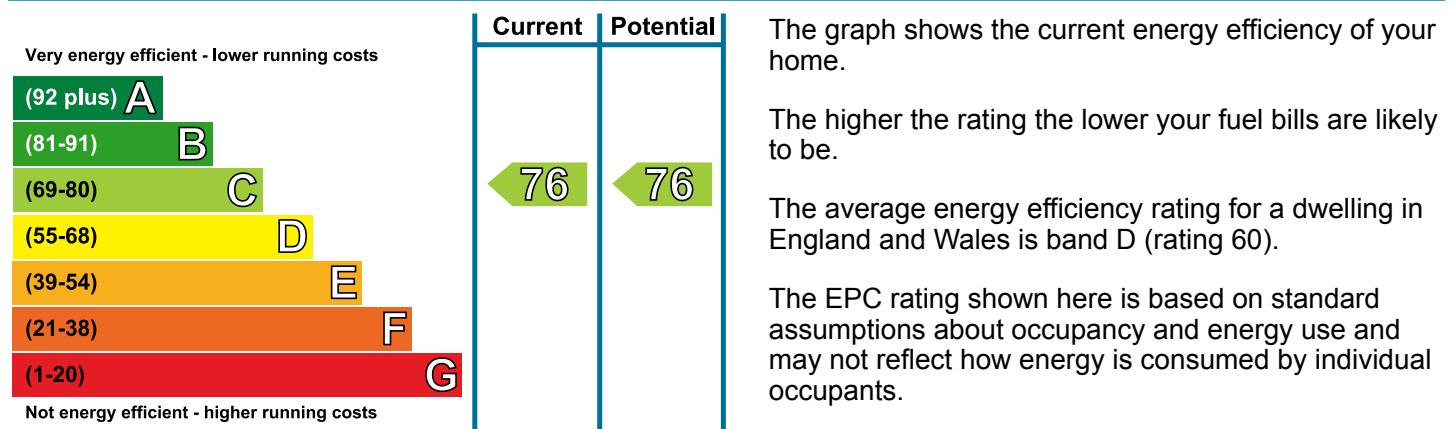 Current Potential
Very energy efficient - lower running costs
(92 plus) A
(81-91) B
(69-80) C
76 76
(55-68) D
(39-54) E
(21-38) F
(1-20) G
Not energy efficient - higher running costs
The graph shows the current energy efficiency of your
home.
The higher the rating the lower your fuel bills are likely
to be.
The average energy efficiency rating for a dwelling in
England and Wales is band D (rating 60).
The EPC rating shown here is based on standard
assumptions about occupancy and energy use and
may not reflect how energy is consumed by individual
occupants.